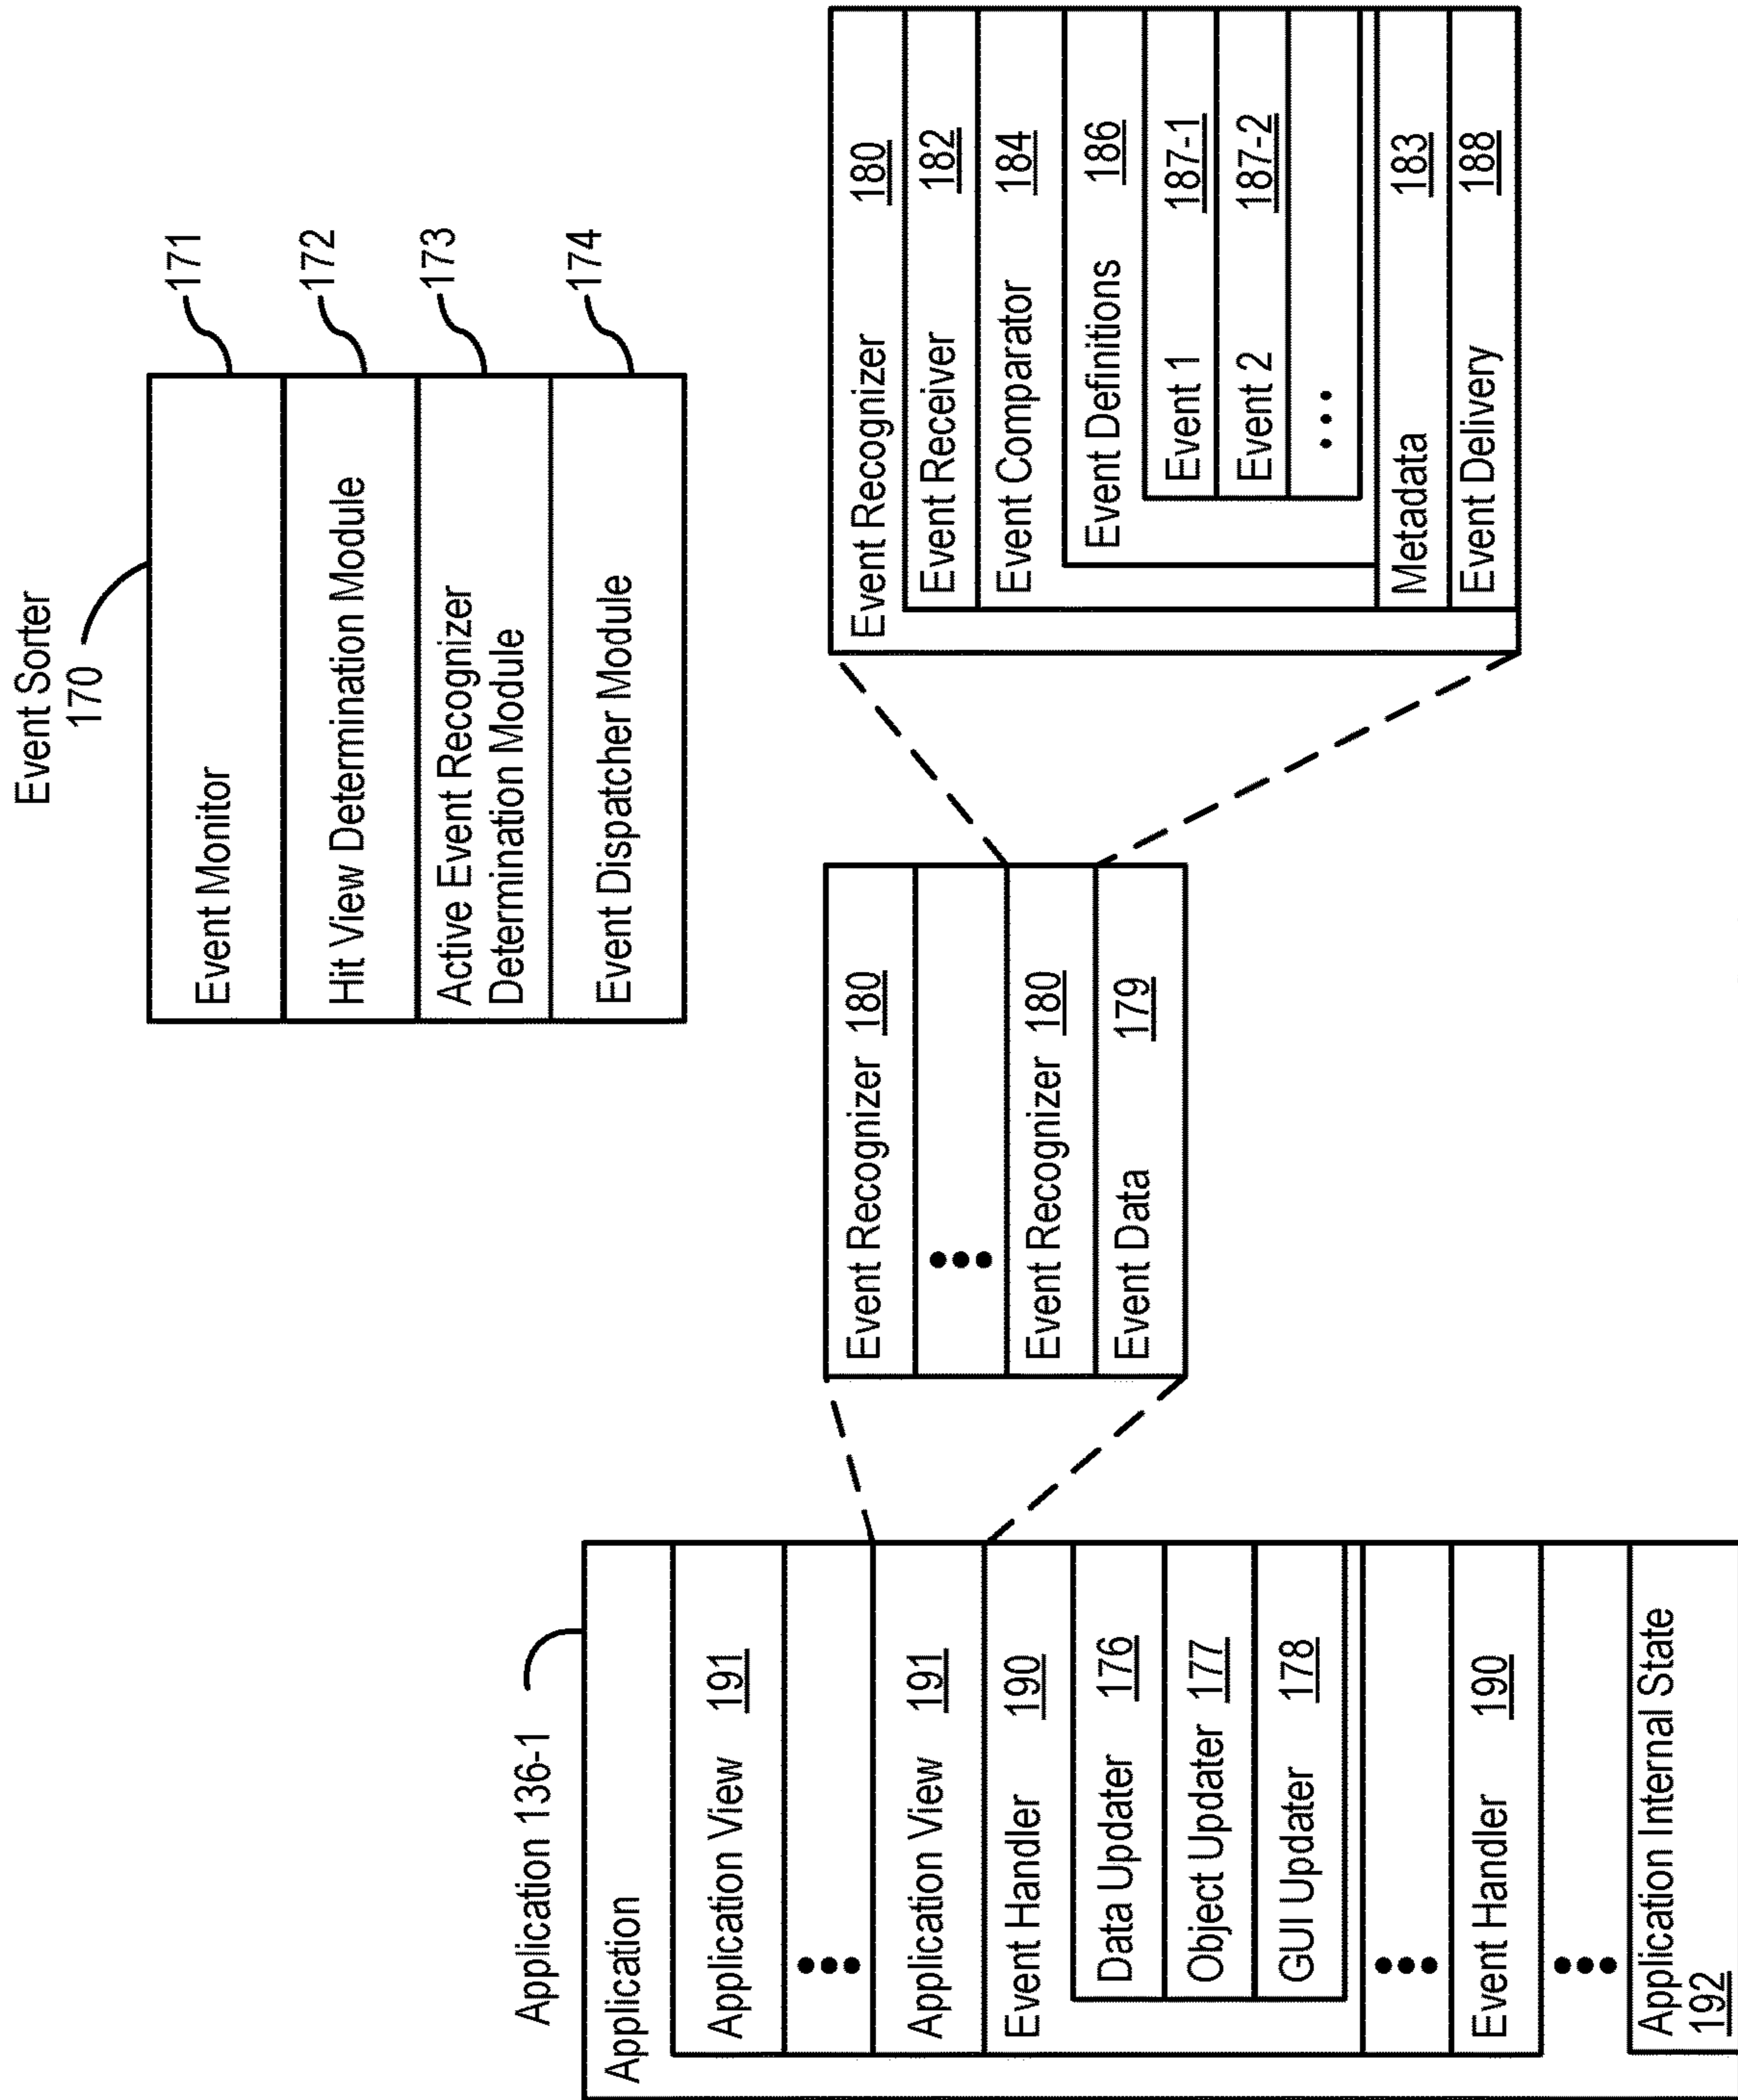 Event Sorter
170
Event Monitor
171
Hit View Determination Module
172
Active Event Recognizer
Determination Module
173
Event Dispatcher Module
174
Application 136-1
Application
Application View 191
Application View 191
Event Handler 190
Data Updater 176
Object Updater 177
GUI Updater 178
Event Handler 190
Application Internal State
192
Event Recognizer 180
Event Recognizer 180
Event Data 179
Event Recognizer 180
Event Receiver 182
Event Comparator 184
Event Definitions 186
Event 1 187-1
Event 2 187-2
Metadata 183
Event Delivery 188